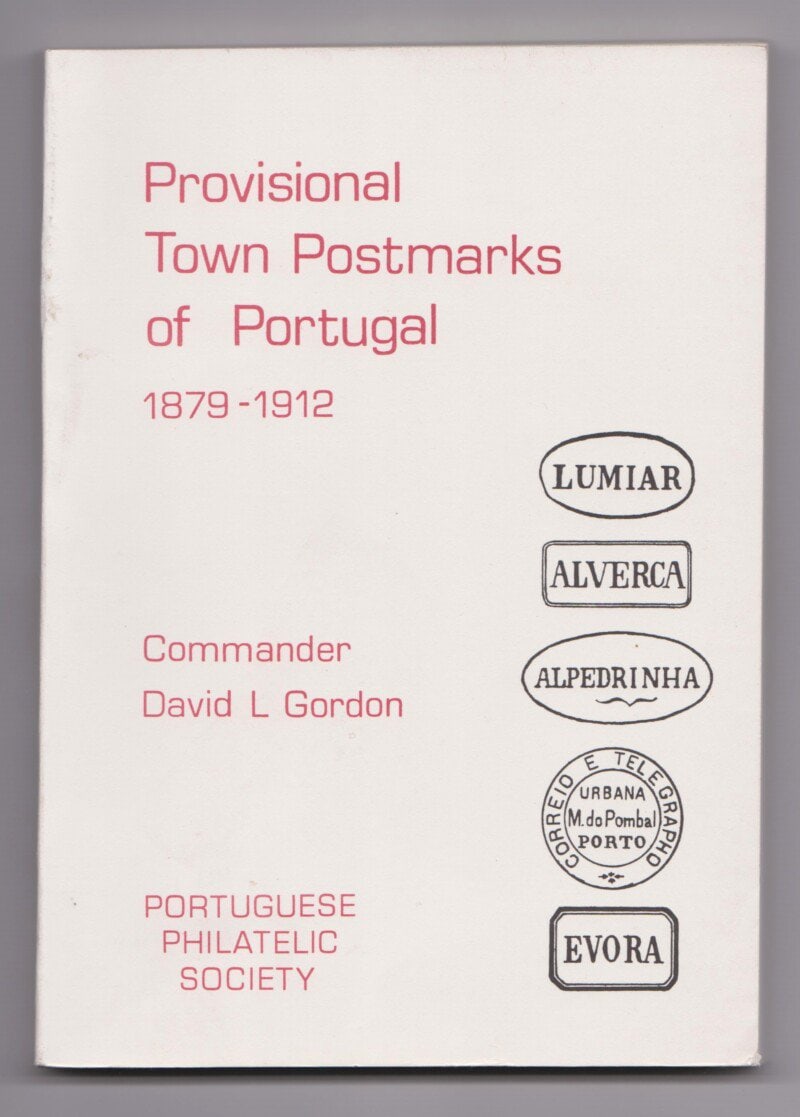 Provisional
Town Postmarks
of Portugal
1879-1912
LUMIAR
ALVERCA
ALPEDRINHA
CORREIO E TELEGRAPHO
URBANA
M. do Pombal
PORTO
EVORA
Commander
David L Gordon
PORTUGUESE
PHILATELIC
SOCIETY